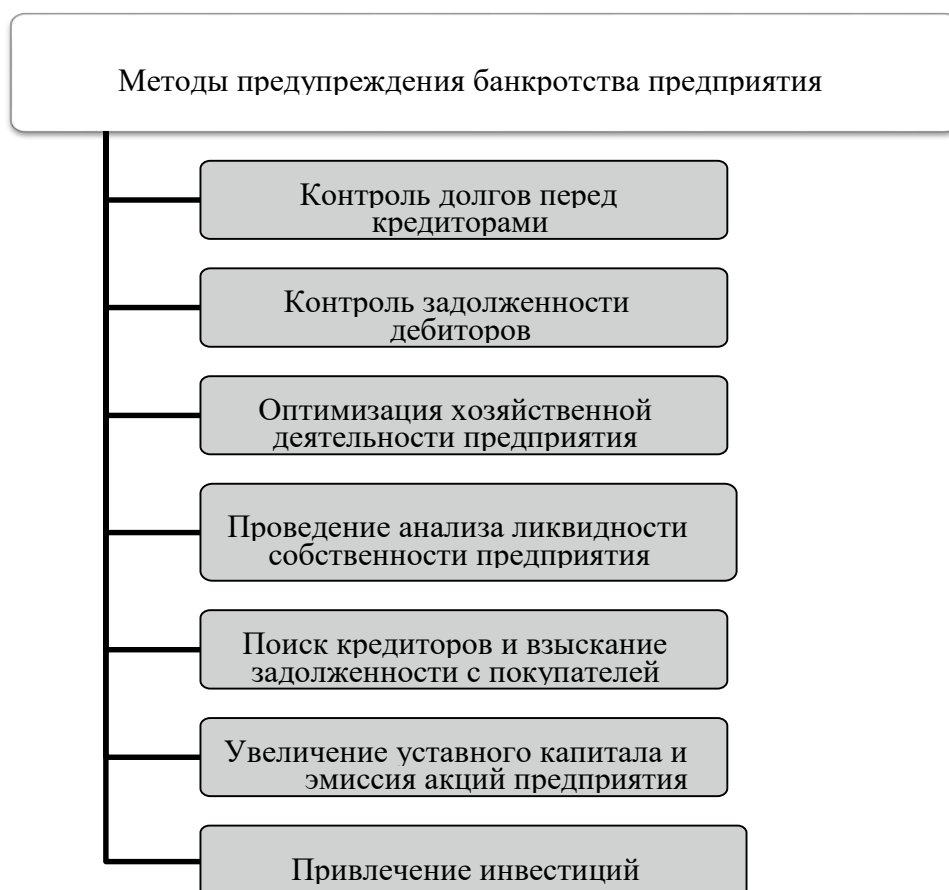 Методы предупреждения банкротства предприятия
Контроль долгов перед
кредиторами
Контроль задолженности
дебиторов
Оптимизация хозяйственной
деятельности предприятия
Проведение анализа ликвидности
собственности предприятия
Поиск кредиторов и взыскание
задолженности с покупателей
Увеличение уставного капитала и
эмиссия акций предприятия
Привлечение инвестиций